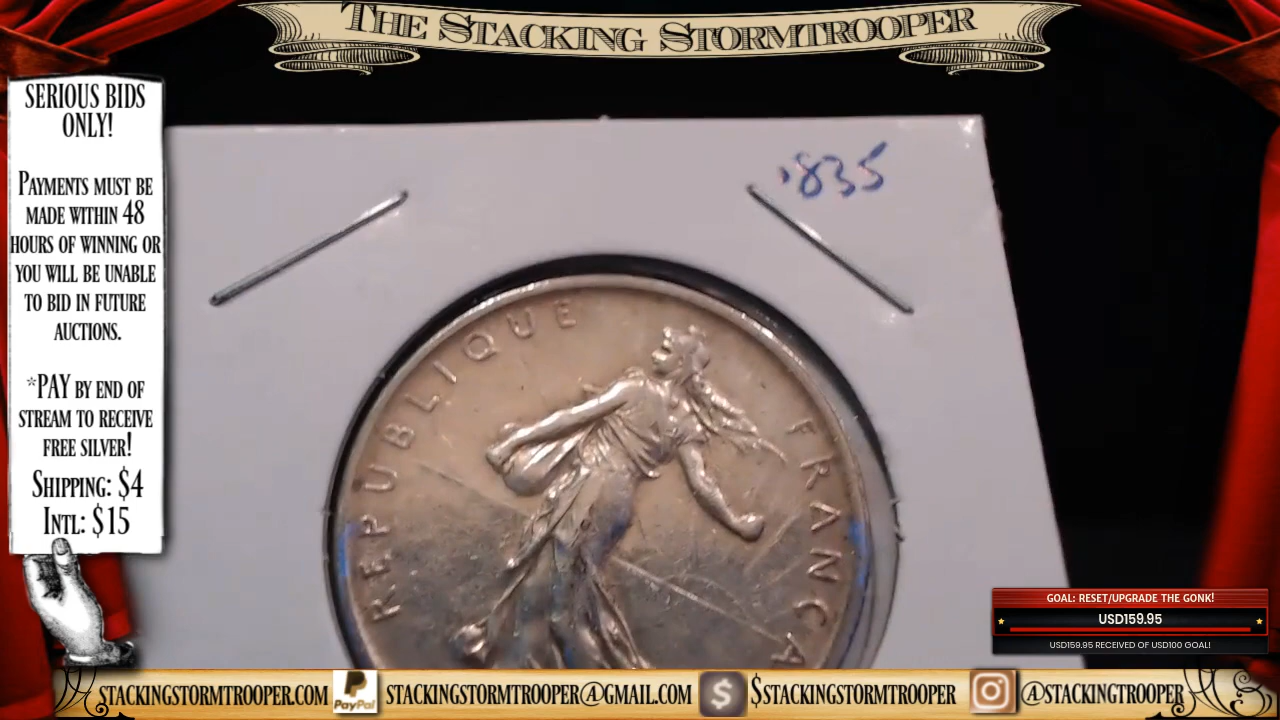 THE STACKING STORMTROOPER
SERIOUS BIDS
ONLY!
PAYMENTS MUST BE
MADE WITHIN 48
HOURS OF WINNING OR
YOU WILL BE UNABLE
TO BID IN FUTURE
AUCTIONS.
*PAY BY END OF
STREAM TO RECEIVE
FREE SILVER!
SHIPPING: $4
INTL: $15
.835
REPUBLIQUE FRANCA
GOAL: RESET/UPGRADE THE GONK!
USD159.95
USD159.95 RECEIVED OF USD100 GOAL!
STACKINGSTORMTROOPER.COM PayPal STACKINGSTORMTROOPER@GMAIL.COM $ $STACKINGSTORMTROOPER @STACKINGTROOPER